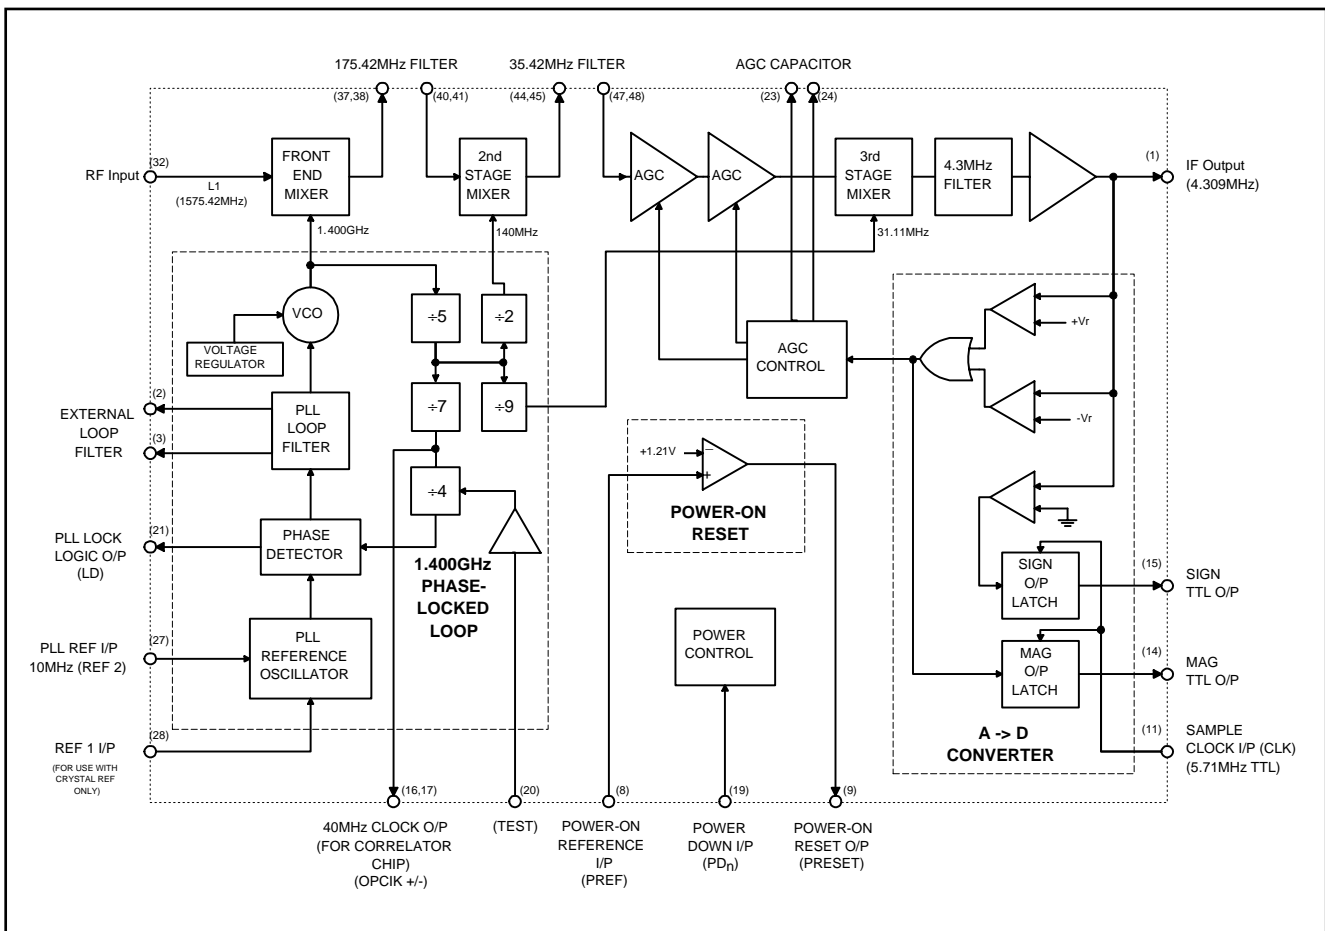 175.42MHz FILTER
35.42MHz FILTER
AGC CAPACITOR
(37,38)
(40,41)
(44,45)
(47,48)
(23)
(24)
RF Input
(32)
L1
(1575.42MHz)
FRONT
END
MIXER
2nd
STAGE
MIXER
AGC
AGC
3rd
STAGE
MIXER
4.3MHz
FILTER
(1)
IF Output
(4.309MHz)
1.400GHz
140MHz
31.11MHz
VCO
VOLTAGE
REGULATOR
÷5
÷2
÷7
÷9
÷4
AGC
CONTROL
+Vr
-Vr
EXTERNAL
LOOP
FILTER
(2)
(3)
PLL
LOOP
FILTER
+1.21V
−
+
POWER-ON
RESET
PLL LOCK
LOGIC O/P
(LD)
(21)
PHASE
DETECTOR
1.400GHz
PHASE-
LOCKED
LOOP
SIGN
O/P
LATCH
(15)
SIGN
TTL O/P
PLL REF I/P
10MHz (REF 2)
(27)
PLL
REFERENCE
OSCILLATOR
POWER
CONTROL
MAG
O/P
LATCH
(14)
MAG
TTL O/P
REF 1 I/P
(FOR USE WITH
CRYSTAL REF
ONLY)
(28)
A -> D
CONVERTER
(11)
SAMPLE
CLOCK I/P (CLK)
(5.71MHz TTL)
(16,17)
(20)
(8)
(19)
(9)
40MHz CLOCK O/P
(FOR CORRELATOR
CHIP)
(OPCIK +/-)
(TEST)
POWER-ON
REFERENCE
I/P
(PREF)
POWER
DOWN I/P
(PDn)
POWER-ON
RESET O/P
(PRESET)